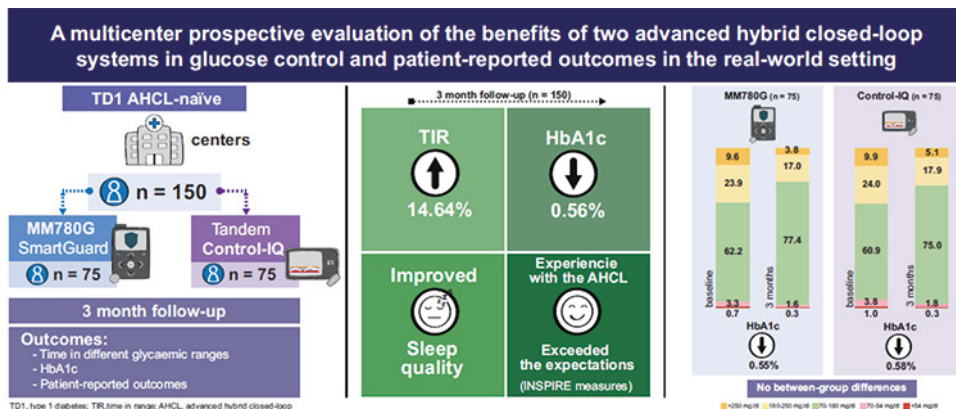 A multicenter prospective evaluation of the benefits of two advanced hybrid closed-loop
systems in glucose control and patient-reported outcomes in the real-world setting
TD1 AHCL-naïve
centers
n = 150
MM780G
SmartGuard
n = 75
Tandem
Control-IQ
n = 75
3 month follow-up
Outcomes:
- Time in different glycaemic ranges
- HbA1c
- Patient-reported outcomes
TD1, type 1 diabetes; TIR,time in range; AHCL, advanced hybrid closed-loop
3 month follow-up (n = 150)
TIR
14.64%
HbA1c
0.56%
Improved
Sleep
quality
Experiencie
with the AHCL
Exceeded
the expectations
(INSPIRE measures)
MM780G (n = 75)
9.6
23.9
62.2
3.3
0.7
baseline
3.8
17.0
77.4
1.6
0.3
3 months
HbA1c
0.55%
Control-IQ (n = 75)
9.9
24.0
60.9
3.8
1.0
baseline
5.1
17.9
75.0
1.8
0.3
3 months
HbA1c
0.58%
No between-group differences
>250 mg/dl
180-250 mg/dl
70-180 mg/dl
70-54 mg/dl
<54 mg/dl